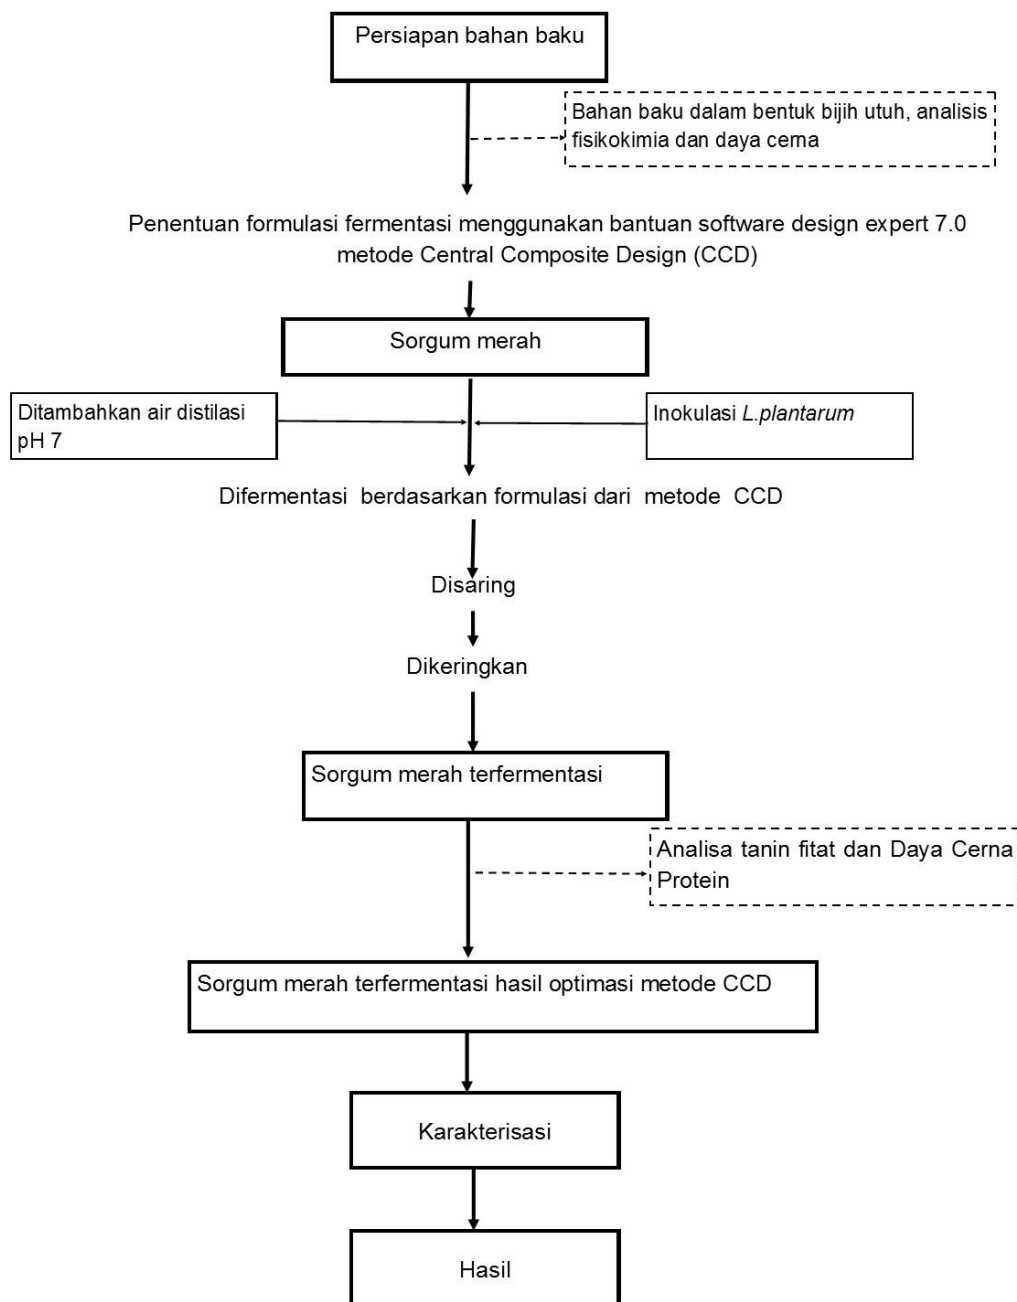 Persiapan bahan baku
Bahan baku dalam bentuk bijih utuh, analisis
fisikokimia dan daya cerna
Penentuan formulasi fermentasi menggunakan bantuan software design expert 7.0
metode Central Composite Design (CCD)
Sorgum merah
Ditambahkan air distilasi
pH 7
Inokulasi L.plantarum
Difermentasi berdasarkan formulasi dari metode CCD
Disaring
Dikeringkan
Sorgum merah terfermentasi
Analisa tanin fitat dan Daya Cerna
Protein
Sorgum merah terfermentasi hasil optimasi metode CCD
Karakterisasi
Hasil